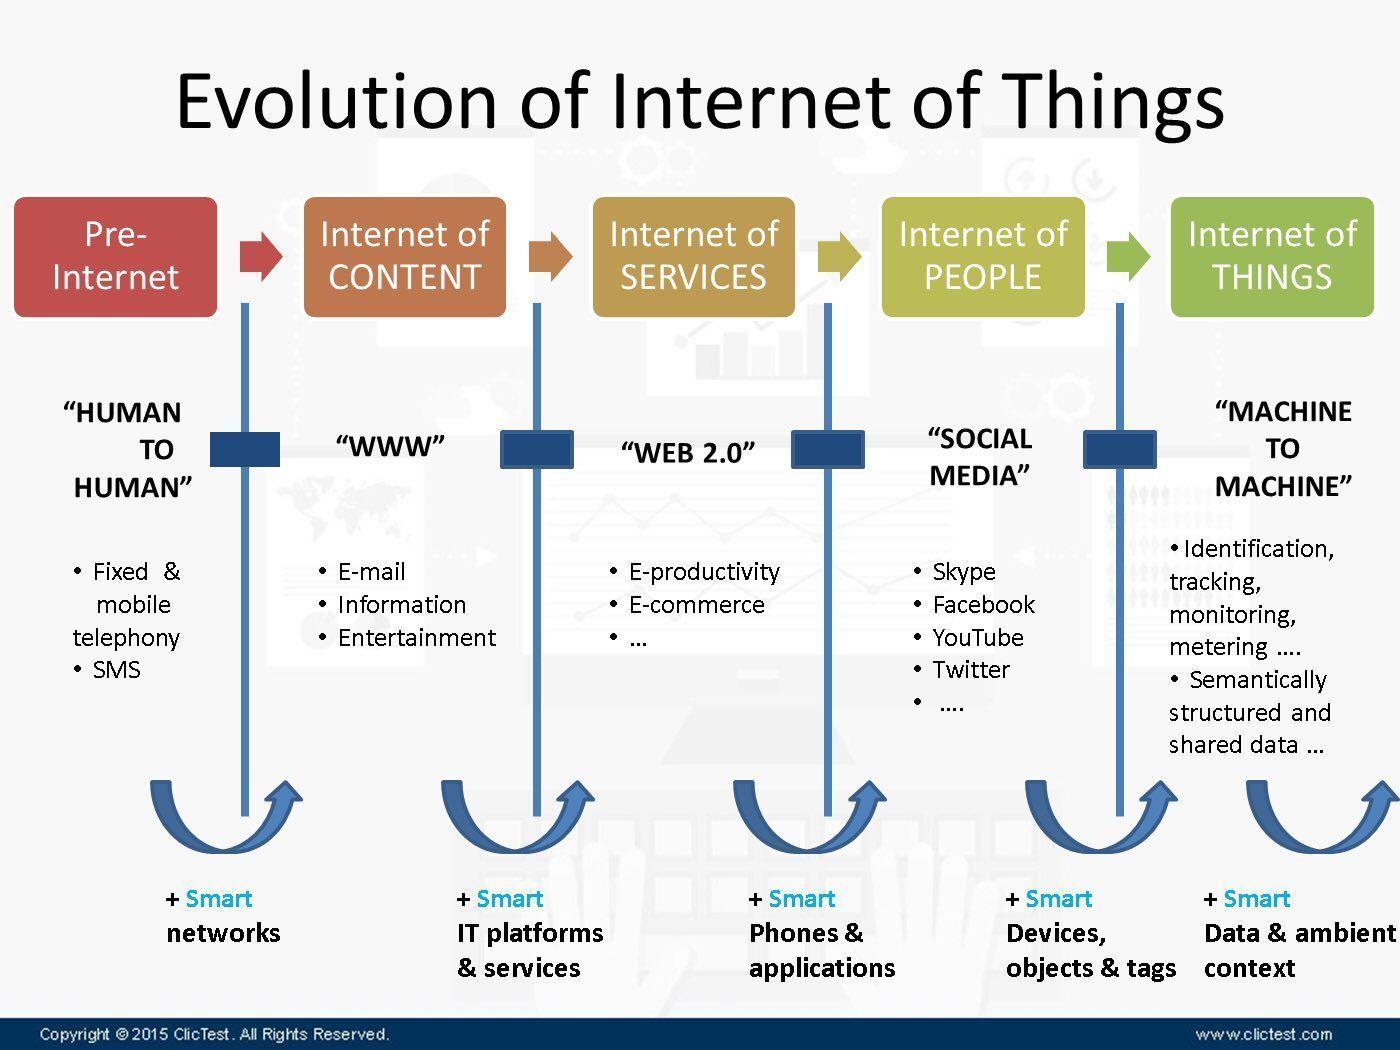 Evolution of Internet of Things
Pre-
Internet
Internet of
CONTENT
Internet of
SERVICES
Internet of
PEOPLE
Internet of
THINGS
“HUMAN
TO
HUMAN”
“WWW”
“WEB 2.0”
“SOCIAL
MEDIA”
“MACHINE
TO
MACHINE”
• Fixed &
mobile
telephony
• SMS
• E-mail
• Information
• Entertainment
• E-productivity
• E-commerce
• ...
• Skype
• Facebook
• YouTube
• Twitter
• ....
• Identification,
tracking,
monitoring,
metering ....
• Semantically
structured and
shared data ...
+ Smart
networks
+ Smart
IT platforms
& services
+ Smart
Phones &
applications
+ Smart
Devices,
objects & tags
+ Smart
Data & ambient
context
Copyright © 2015 ClicTest. All Rights Reserved.
www.clictest.com